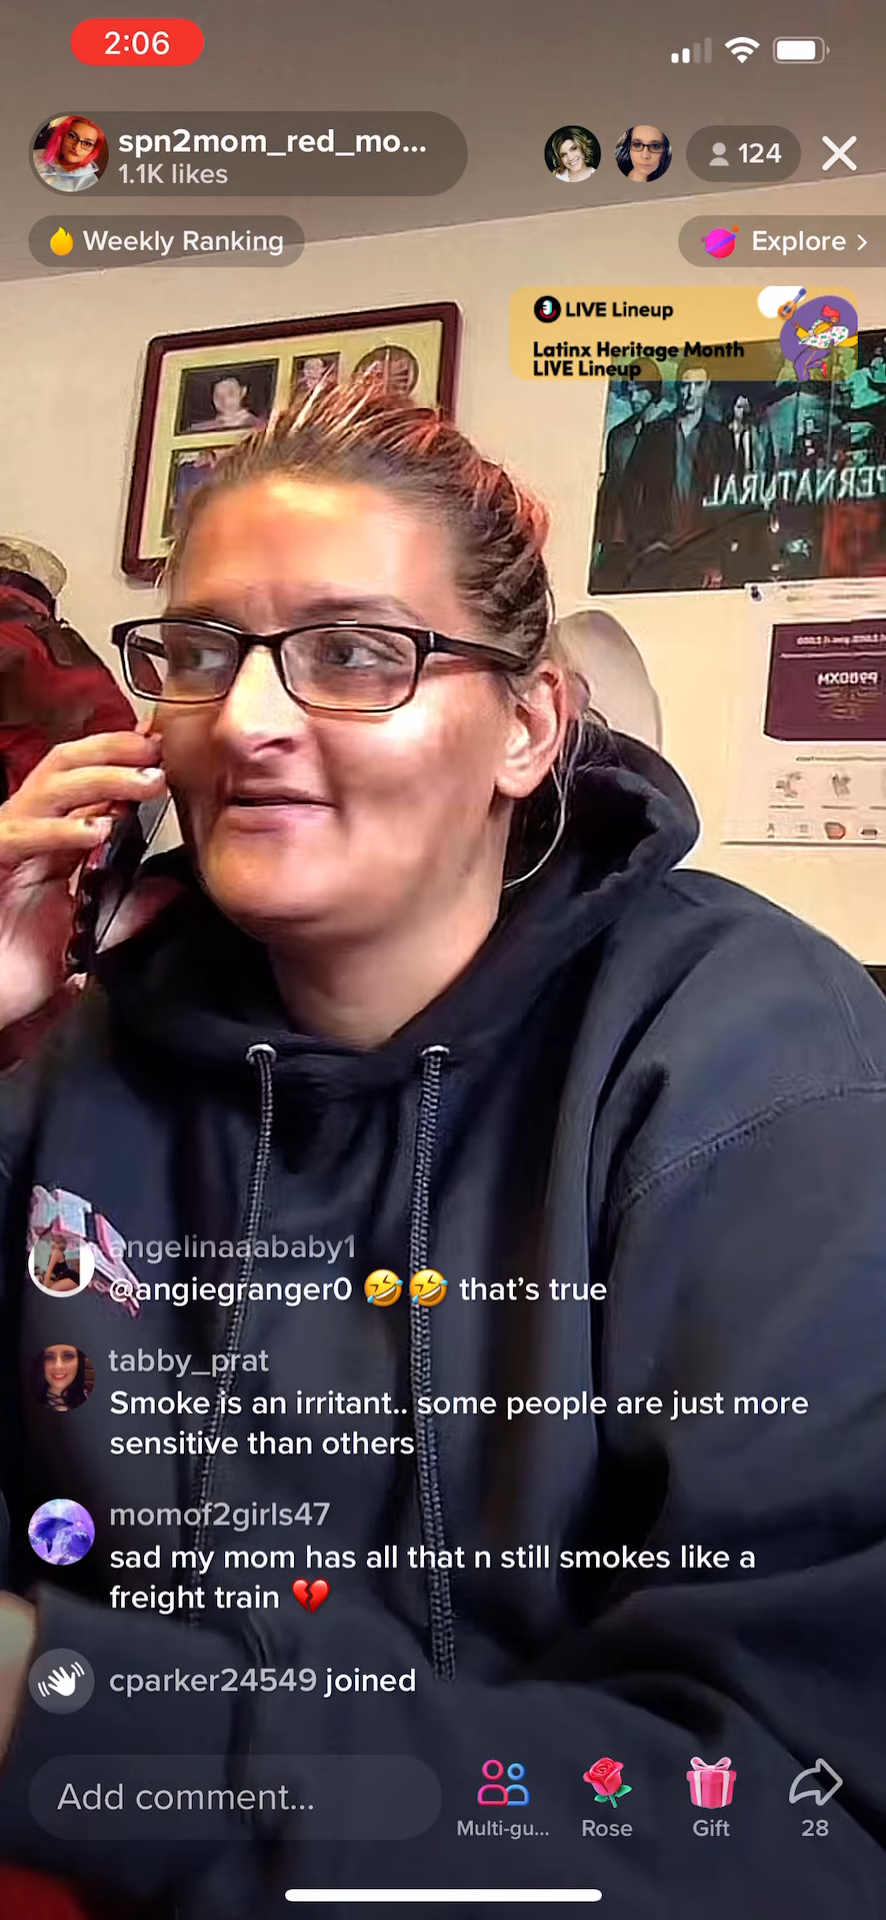 2:06
spn2mom_red_mo...
1.1K likes
124
Weekly Ranking
Explore >
LIVE Lineup
Latinx Heritage Month
LIVE Lineup
PERNATURAL
angelinaaababy1
@angiegranger0 🤣🤣 that's true
tabby_prat
Smoke is an irritant.. some people are just more
sensitive than others
momof2girls47
sad my mom has all that n still smokes like a
freight train 💔
cparker24549 joined
Add comment...
Multi-gu...
Rose
Gift
28